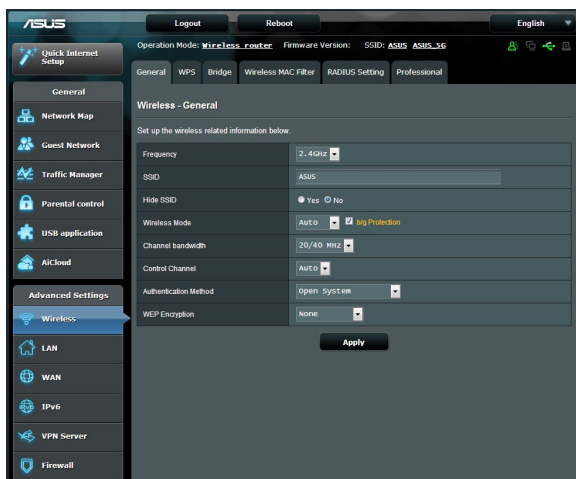 ASUS
Logout
Reboot
English
Quick Internet Setup
Operation Mode: Wireless router Firmware Version: SSID: ASUS ASUS_5G
General WPS Bridge Wireless MAC Filter RADIUS Setting Professional
General
Network Map
Guest Network
Traffic Manager
Parental control
USB application
AiCloud
Advanced Settings
Wireless
LAN
WAN
IPv6
VPN Server
Firewall
Wireless - General
Set up the wireless related information below.
Frequency 2.4GHz
SSID ASUS
Hide SSID Yes No
Wireless Mode Auto b/g Protection
Channel bandwidth 20/40 MHz
Control Channel Auto
Authentication Method Open System
WEP Encryption None
Apply